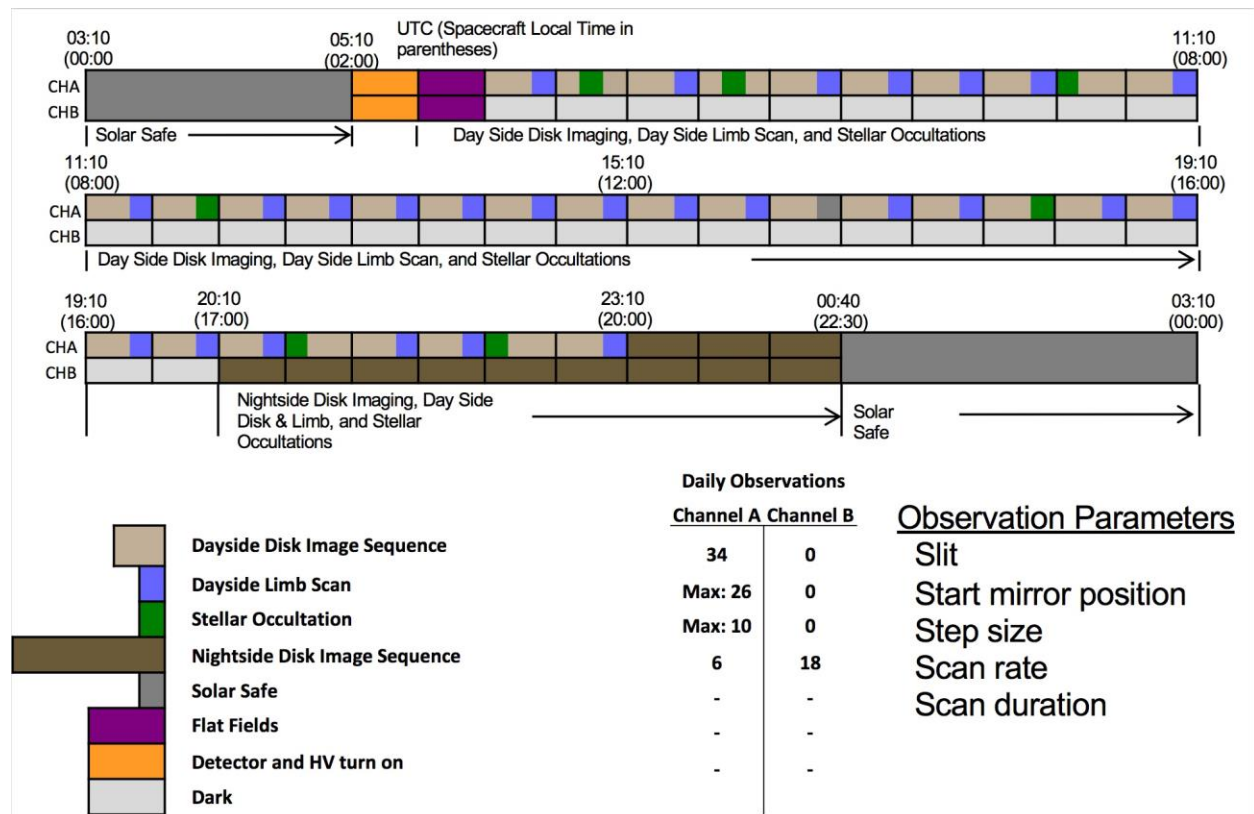 UTC (Spacecraft Local Time in
parentheses)
03:10
(00:00
05:10
(02:00)
11:10
(08:00)
CHA
CHB
Solar Safe
Day Side Disk Imaging, Day Side Limb Scan, and Stellar Occultations
11:10
(08:00)
15:10
(12:00)
19:10
(16:00)
CHA
CHB
Day Side Disk Imaging, Day Side Limb Scan, and Stellar Occultations
19:10
(16:00)
20:10
(17:00)
23:10
(20:00)
00:40
(22:30)
03:10
(00:00)
CHA
CHB
Nightside Disk Imaging, Day Side
Disk & Limb, and Stellar
Occultations
Solar
Safe
Daily Observations
Channel A Channel B
Dayside Disk Image Sequence 34 0
Dayside Limb Scan Max: 26 0
Stellar Occultation Max: 10 0
Nightside Disk Image Sequence 6 18
Solar Safe - -
Flat Fields - -
Detector and HV turn on - -
Dark
Observation Parameters
Slit
Start mirror position
Step size
Scan rate
Scan duration